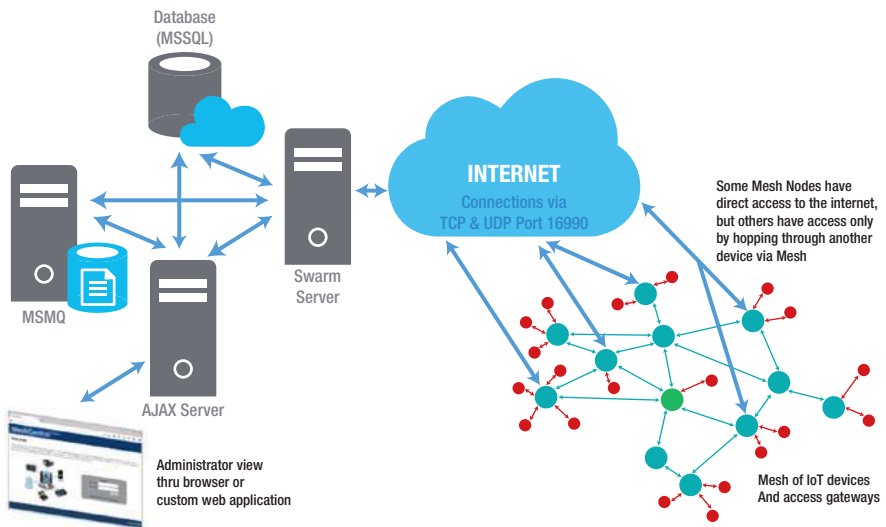 Database
(MSSQL)
INTERNET
Connections via
TCP & UDP Port 16990
Some Mesh Nodes have
direct access to the internet,
but others have access only
by hopping through another
device via Mesh
Swarm
Server
MSMQ
AJAX Server
Administrator view
thru browser or
custom web application
Mesh of IoT devices
And access gateways